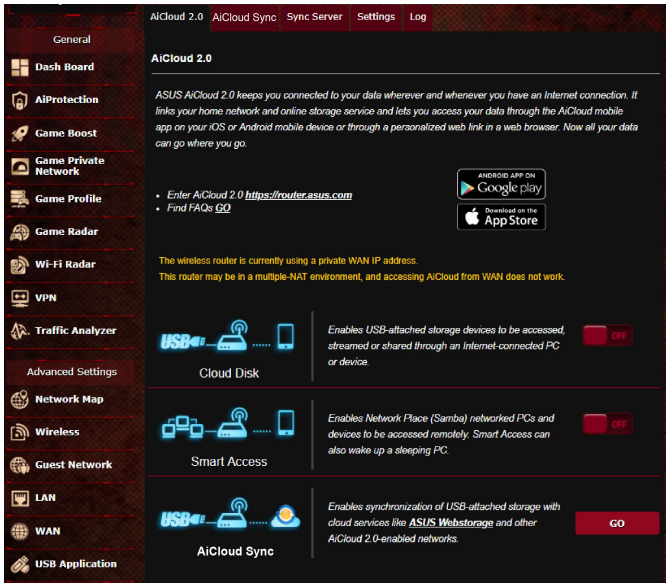 AiCloud 2.0
AiCloud Sync
Sync Server
Settings
Log
General
Dash Board
AiProtection
Game Boost
Game Private
Network
Game Profile
Game Radar
Wi-Fi Radar
VPN
Traffic Analyzer
Advanced Settings
Network Map
Wireless
Guest Network
LAN
WAN
USB Application
AiCloud 2.0
ASUS AiCloud 2.0 keeps you connected to your data wherever and whenever you have an Internet connection. It
links your home network and online storage service and lets you access your data through the AiCloud mobile
app on your iOS or Android mobile device or through a personalized web link in a web browser. Now all your data
can go where you go.
• Enter AiCloud 2.0 https://router.asus.com
• Find FAQs GO
ANDROID APP ON
Google play
Download on the
App Store
The wireless router is currently using a private WAN IP address.
This router may be in a multiple-NAT environment, and accessing AiCloud from WAN does not work.
USB
Cloud Disk
Enables USB-attached storage devices to be accessed,
streamed or shared through an Internet-connected PC
or device.
OFF
Smart Access
Enables Network Place (Samba) networked PCs and
devices to be accessed remotely. Smart Access can
also wake up a sleeping PC.
OFF
USB
AiCloud Sync
Enables synchronization of USB-attached storage with
cloud services like ASUS Webstorage and other
AiCloud 2.0-enabled networks.
GO